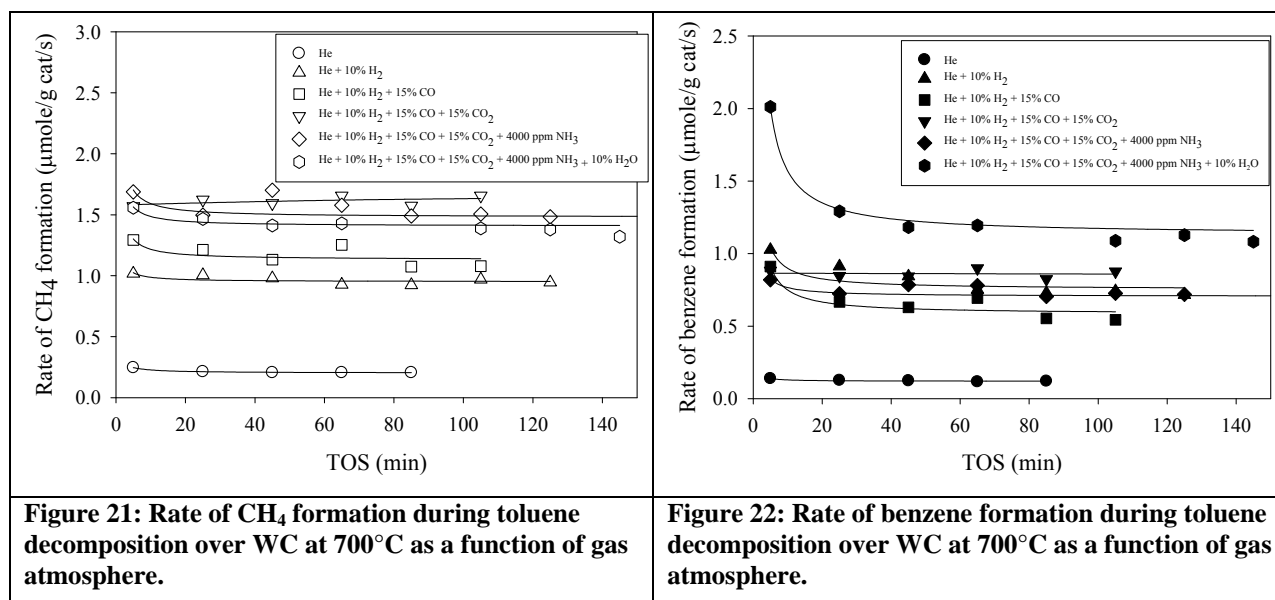 Rate of CH4 formation (μmole/g cat/s)
3.0
2.5
2.0
1.5
1.0
0.5
0.0
He
He + 10% H2
He + 10% H2 + 15% CO
He + 10% H2 + 15% CO + 15% CO2
He + 10% H2 + 15% CO + 15% CO2 + 4000 ppm NH3
He + 10% H2 + 15% CO + 15% CO2 + 4000 ppm NH3 + 10% H2O
0 20 40 60 80 100 120 140
TOS (min)
Figure 21: Rate of CH4 formation during toluene
decomposition over WC at 700°C as a function of gas
atmosphere.
Rate of benzene formation (μmole/g cat/s)
2.5
2.0
1.5
1.0
0.5
0.0
He
He + 10% H2
He + 10% H2 + 15% CO
He + 10% H2 + 15% CO + 15% CO2
He + 10% H2 + 15% CO + 15% CO2 + 4000 ppm NH3
He + 10% H2 + 15% CO + 15% CO2 + 4000 ppm NH3 + 10% H2O
0 20 40 60 80 100 120 140
TOS (min)
Figure 22: Rate of benzene formation during toluene
decomposition over WC at 700°C as a function of gas
atmosphere.